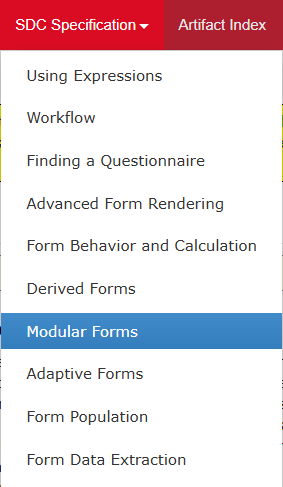 SDC Specification Artifact Index
Using Expressions
Workflow
Finding a Questionnaire
Advanced Form Rendering
Form Behavior and Calculation
Derived Forms
Modular Forms
Adaptive Forms
Form Population
Form Data Extraction